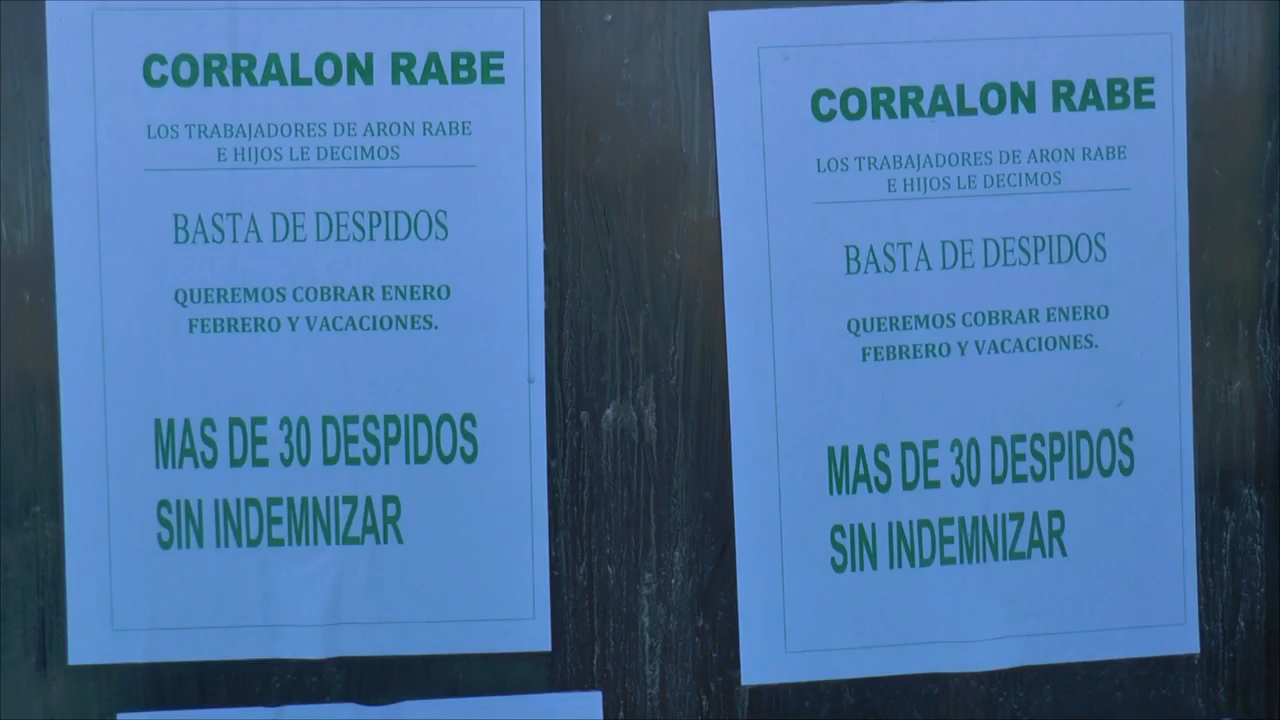 CORRALON RABE
LOS TRABAJADORES DE ARON RABE
E HIJOS LE DECIMOS
BASTA DE DESPIDOS
QUEREMOS COBRAR ENERO
FEBRERO Y VACACIONES.
MAS DE 30 DESPIDOS
SIN INDEMNIZAR
CORRALON RABE
LOS TRABAJADORES DE ARON RABE
E HIJOS LE DECIMOS
BASTA DE DESPIDOS
QUEREMOS COBRAR ENERO
FEBRERO Y VACACIONES.
MAS DE 30 DESPIDOS
SIN INDEMNIZAR